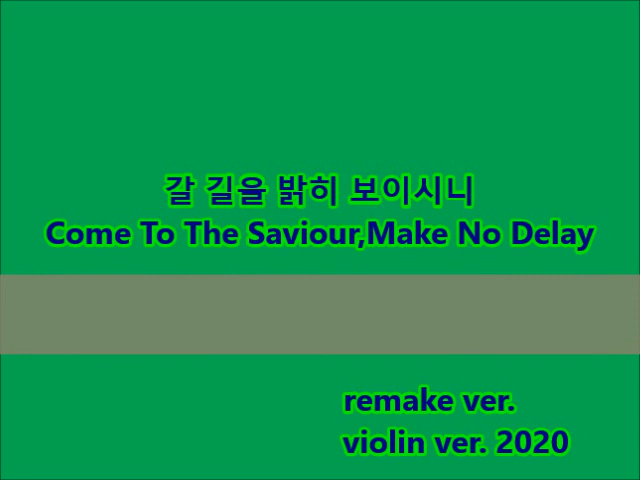 갈 길을 밝히 보이시니
Come To The Saviour,Make No Delay
remake ver.
violin ver. 2020